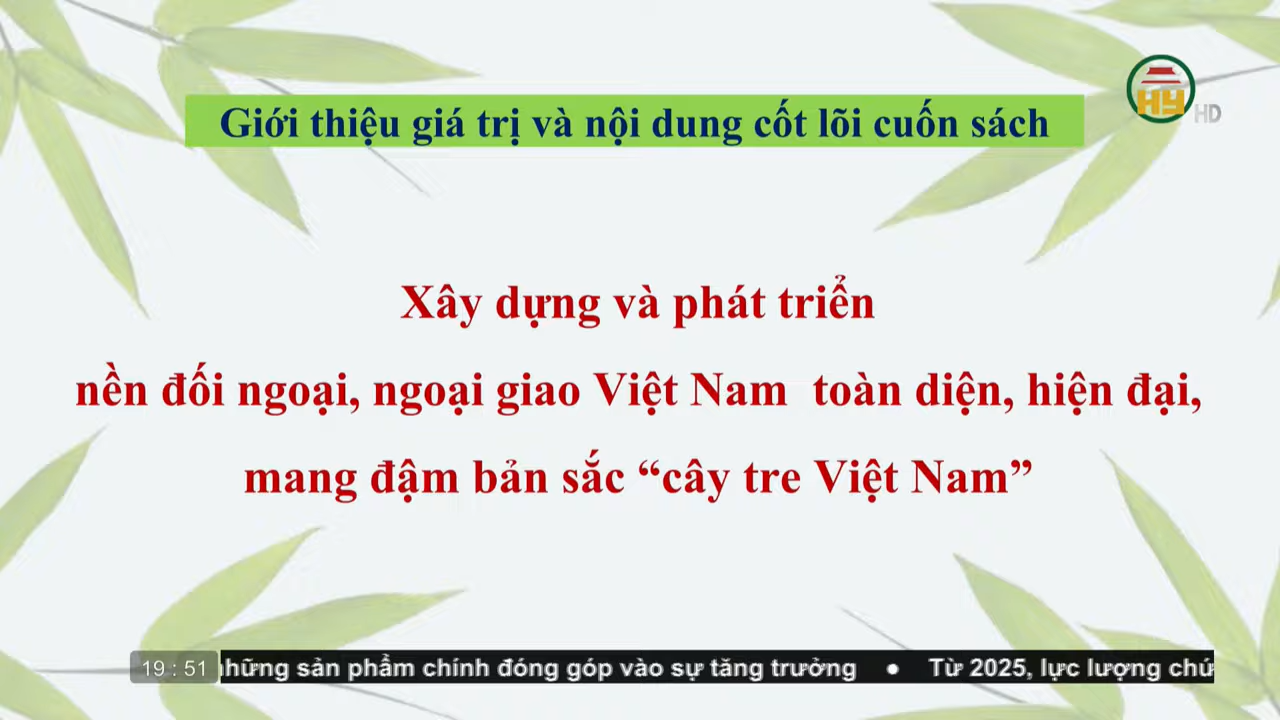 HY HD
Giới thiệu giá trị và nội dung cốt lõi cuốn sách
Xây dựng và phát triển
nền đối ngoại, ngoại giao Việt Nam toàn diện, hiện đại,
mang đậm bản sắc “cây tre Việt Nam”
19 : 51 những sản phẩm chính đóng góp vào sự tăng trưởng ● Từ 2025, lực lượng